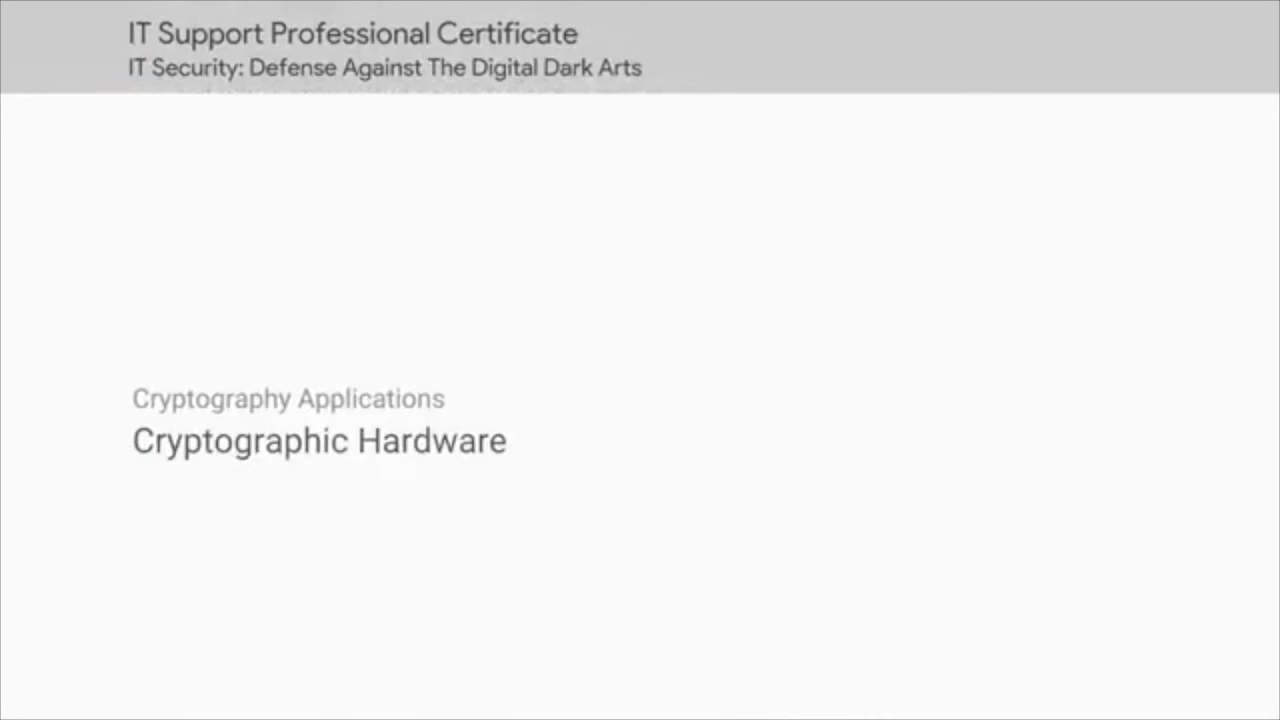 IT Support Professional Certificate
IT Security: Defense Against The Digital Dark Arts
Cryptography Applications
Cryptographic Hardware